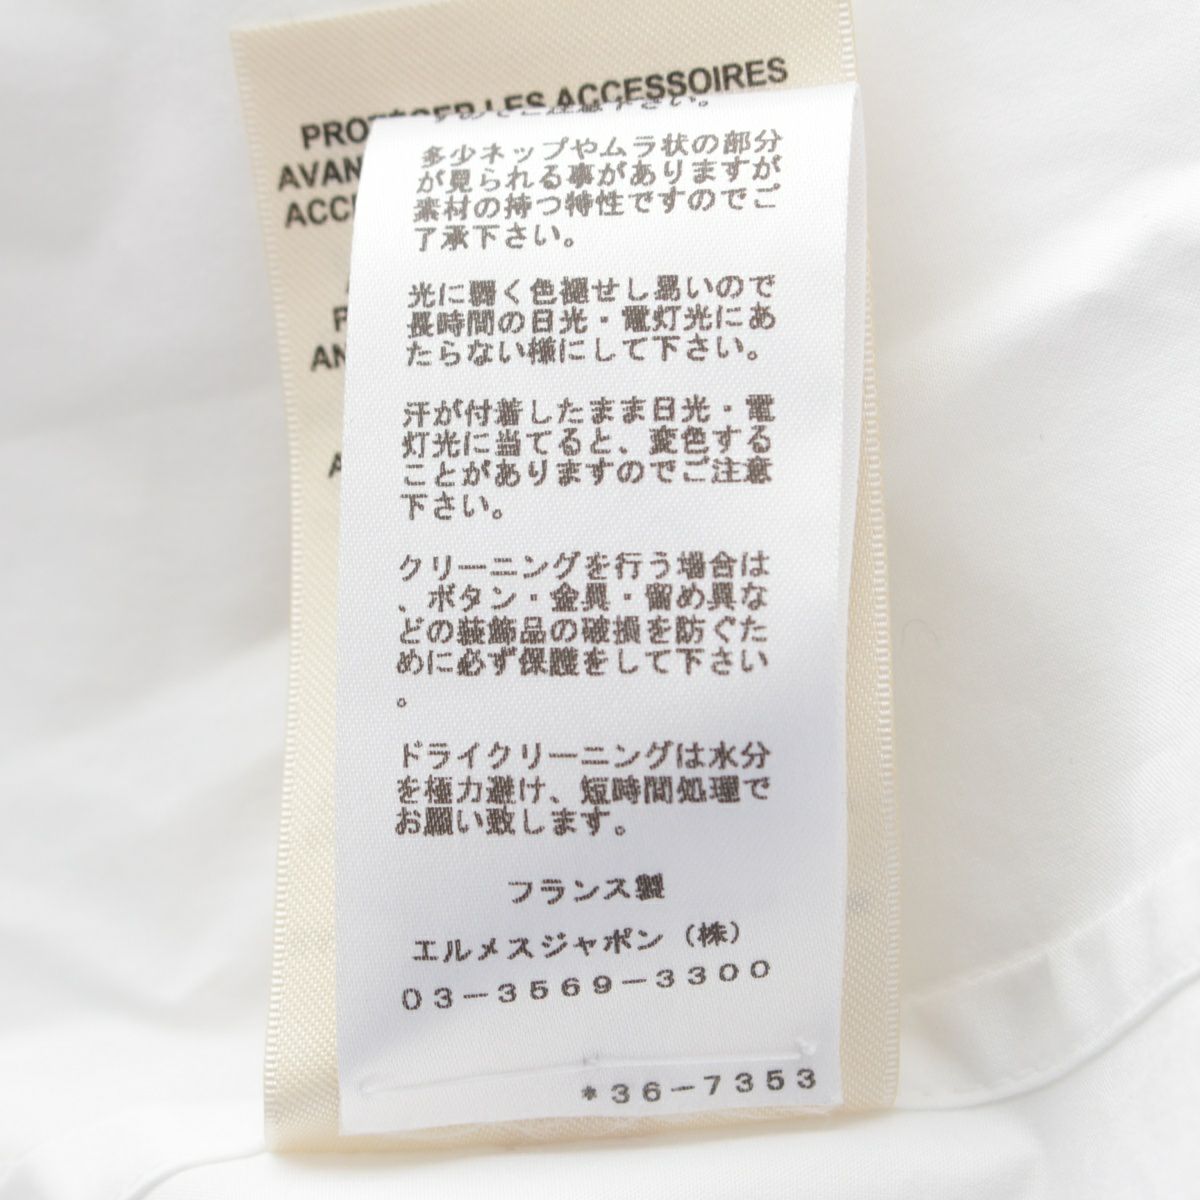 PROTÉGER LES ACCESSOIRES
AVAN
ACC
AN
ご注意下さい。
多少ネップやムラ状の部分
が見られる事がありますが
素材の持つ特性ですのでご
了承下さい。
光に弱く色褪せし易いので
長時間の日光・電灯光にあ
たらない様にして下さい。
汗が付着したまま日光・電
灯光に当てると、変色する
ことがありますのでご注意
下さい。
クリーニングを行う場合は
、ボタン・金具・留め具な
どの装飾品の破損を防ぐた
めに必ず保護をして下さい
。
ドライクリーニングは水分
を極力避け、短時間処理で
お願い致します。
フランス製
エルメスジャポン（株）
03-3569-3300
*36-7353